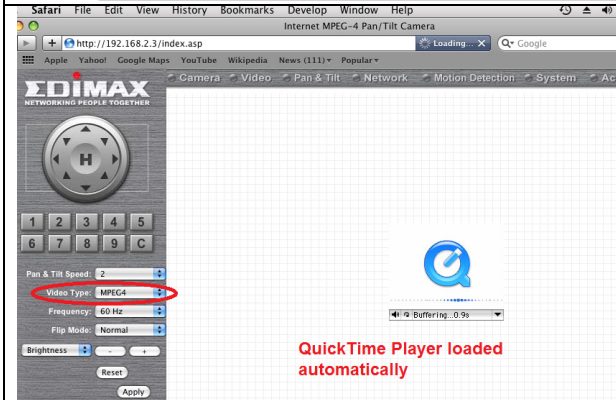 Safari File Edit View History Bookmarks Develop Window Help
Internet MPEG-4 Pan/Tilt Camera
http://192.168.2.3/index.asp Loading... X Q Google
Apple Yahoo! Google Maps YouTube Wikipedia News (111) Popular
Camera Video Pan & Tilt Network Motion Detection System Ac
EDIMAX
NETWORKING PEOPLE TOGETHER
H
1 2 3 4 5
6 7 8 9 C
Pan & Tilt Speed: 2
Video Type: MPEG4
Frequency: 60 Hz
Flip Mode: Normal
Brightness - +
Reset
Apply
Buffering...0.9s
QuickTime Player loaded
automatically